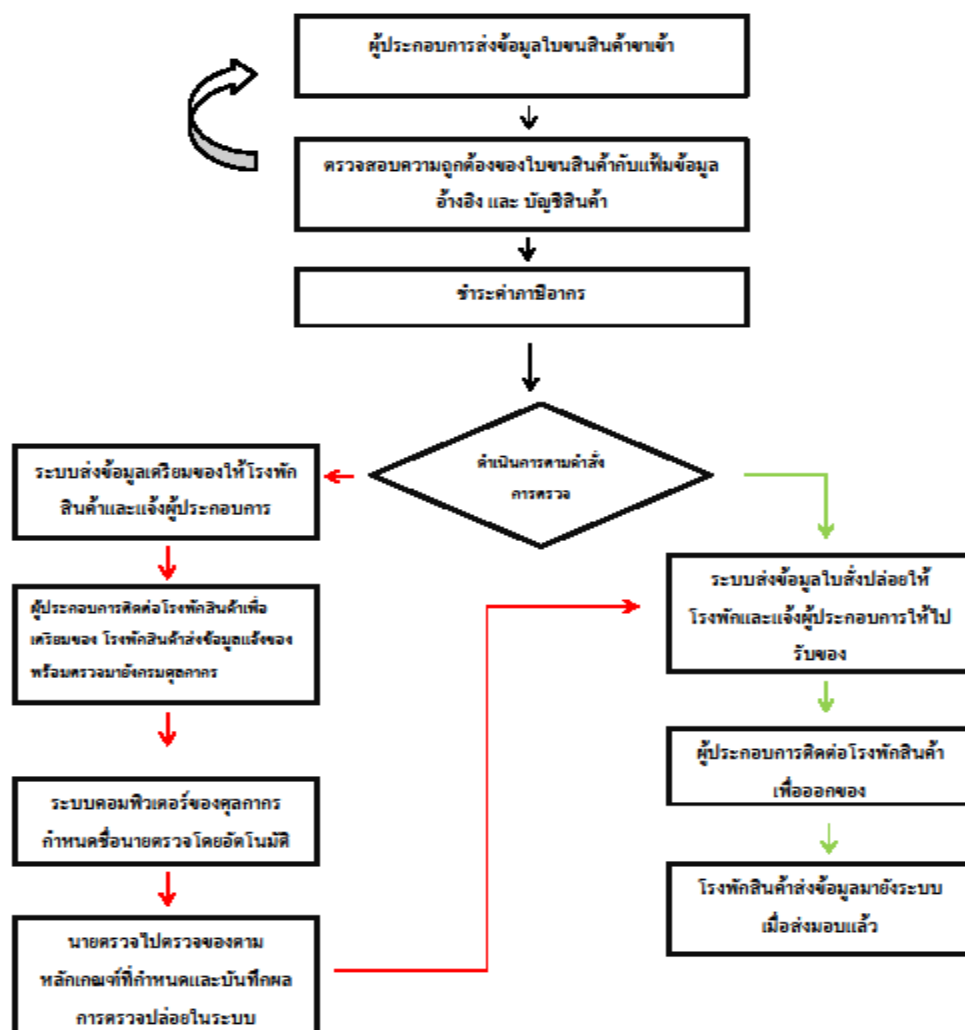 ผู้ประกอบการส่งข้อมูลใบขนสินค้าขาเข้า
ตรวจสอบความถูกต้องของใบขนสินค้ากับแฟ้มข้อมูล
อ้างอิง และ บัญชีสินค้า
ชำระค่าภาษีอากร
ดำเนินการตามคำสั่ง
การตรวจ
ระบบส่งข้อมูลเตรียมของให้โรงพัก
สินค้าและแจ้งผู้ประกอบการ
ผู้ประกอบการติดต่อโรงพักสินค้าเพื่อ
เตรียมของ โรงพักสินค้าส่งข้อมูลแจ้งของ
พร้อมตรวจมายังกรมศุลกากร
ระบบคอมพิวเตอร์ของศุลกากร
กำหนดชื่อนายตรวจโดยอัตโนมัติ
นายตรวจไปตรวจของตาม
หลักเกณฑ์ที่กำหนดและบันทึกผล
การตรวจปล่อยในระบบ
ระบบส่งข้อมูลใบสั่งปล่อยให้
โรงพักและแจ้งผู้ประกอบการให้ไป
รับของ
ผู้ประกอบการติดต่อโรงพักสินค้า
เพื่อออกของ
โรงพักสินค้าส่งข้อมูลมายังระบบ
เมื่อส่งมอบแล้ว